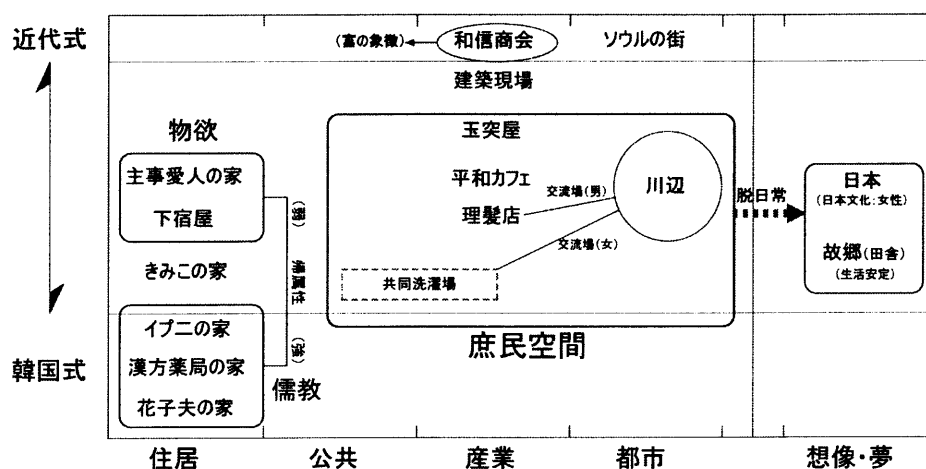 近代式
(富の象徴)
和信商会
ソウルの街
建築現場
物欲
主事愛人の家
下宿屋
きみこの家
イプニの家
漢方薬局の家
花子夫の家
(弱)
帰属性
(強)
儒教
玉突屋
平和カフェ
理髪店
交流場(男)
川辺
交流場(女)
共同洗濯場
庶民空間
脱日常
日本
(日本文化:女性)
故郷(田舎)
(生活安定)
韓国式
住居
公共
産業
都市
想像・夢